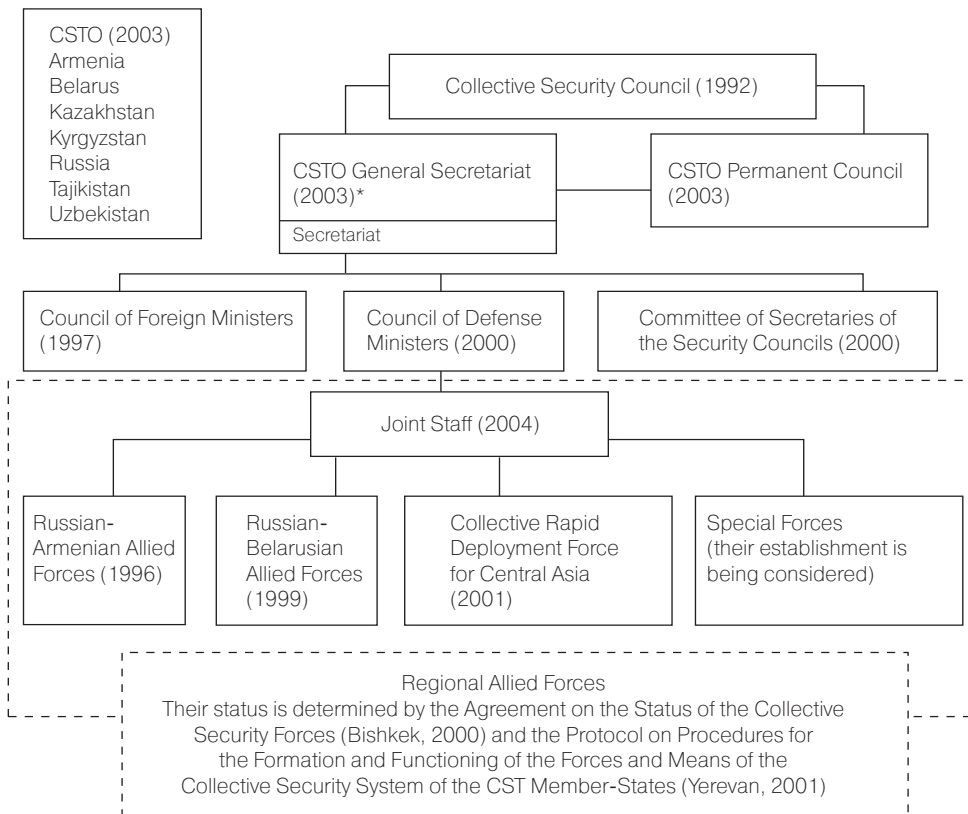 CSTO (2003)
Armenia
Belarus
Kazakhstan
Kyrgyzstan
Russia
Tajikistan
Uzbekistan
Collective Security Council (1992)
CSTO General Secretariat
(2003)*
Secretariat
CSTO Permanent Council
(2003)
Council of Foreign Ministers
(1997)
Council of Defense
Ministers (2000)
Committee of Secretaries of
the Security Councils (2000)
Joint Staff (2004)
Russian-
Armenian Allied
Forces (1996)
Russian-
Belarusian
Allied Forces
(1999)
Collective Rapid
Deployment Force
for Central Asia
(2001)
Special Forces
(their establishment is
being considered)
Regional Allied Forces
Their status is determined by the Agreement on the Status of the Collective
Security Forces (Bishkek, 2000) and the Protocol on Procedures for
the Formation and Functioning of the Forces and Means of the
Collective Security System of the CST Member-States (Yerevan, 2001)